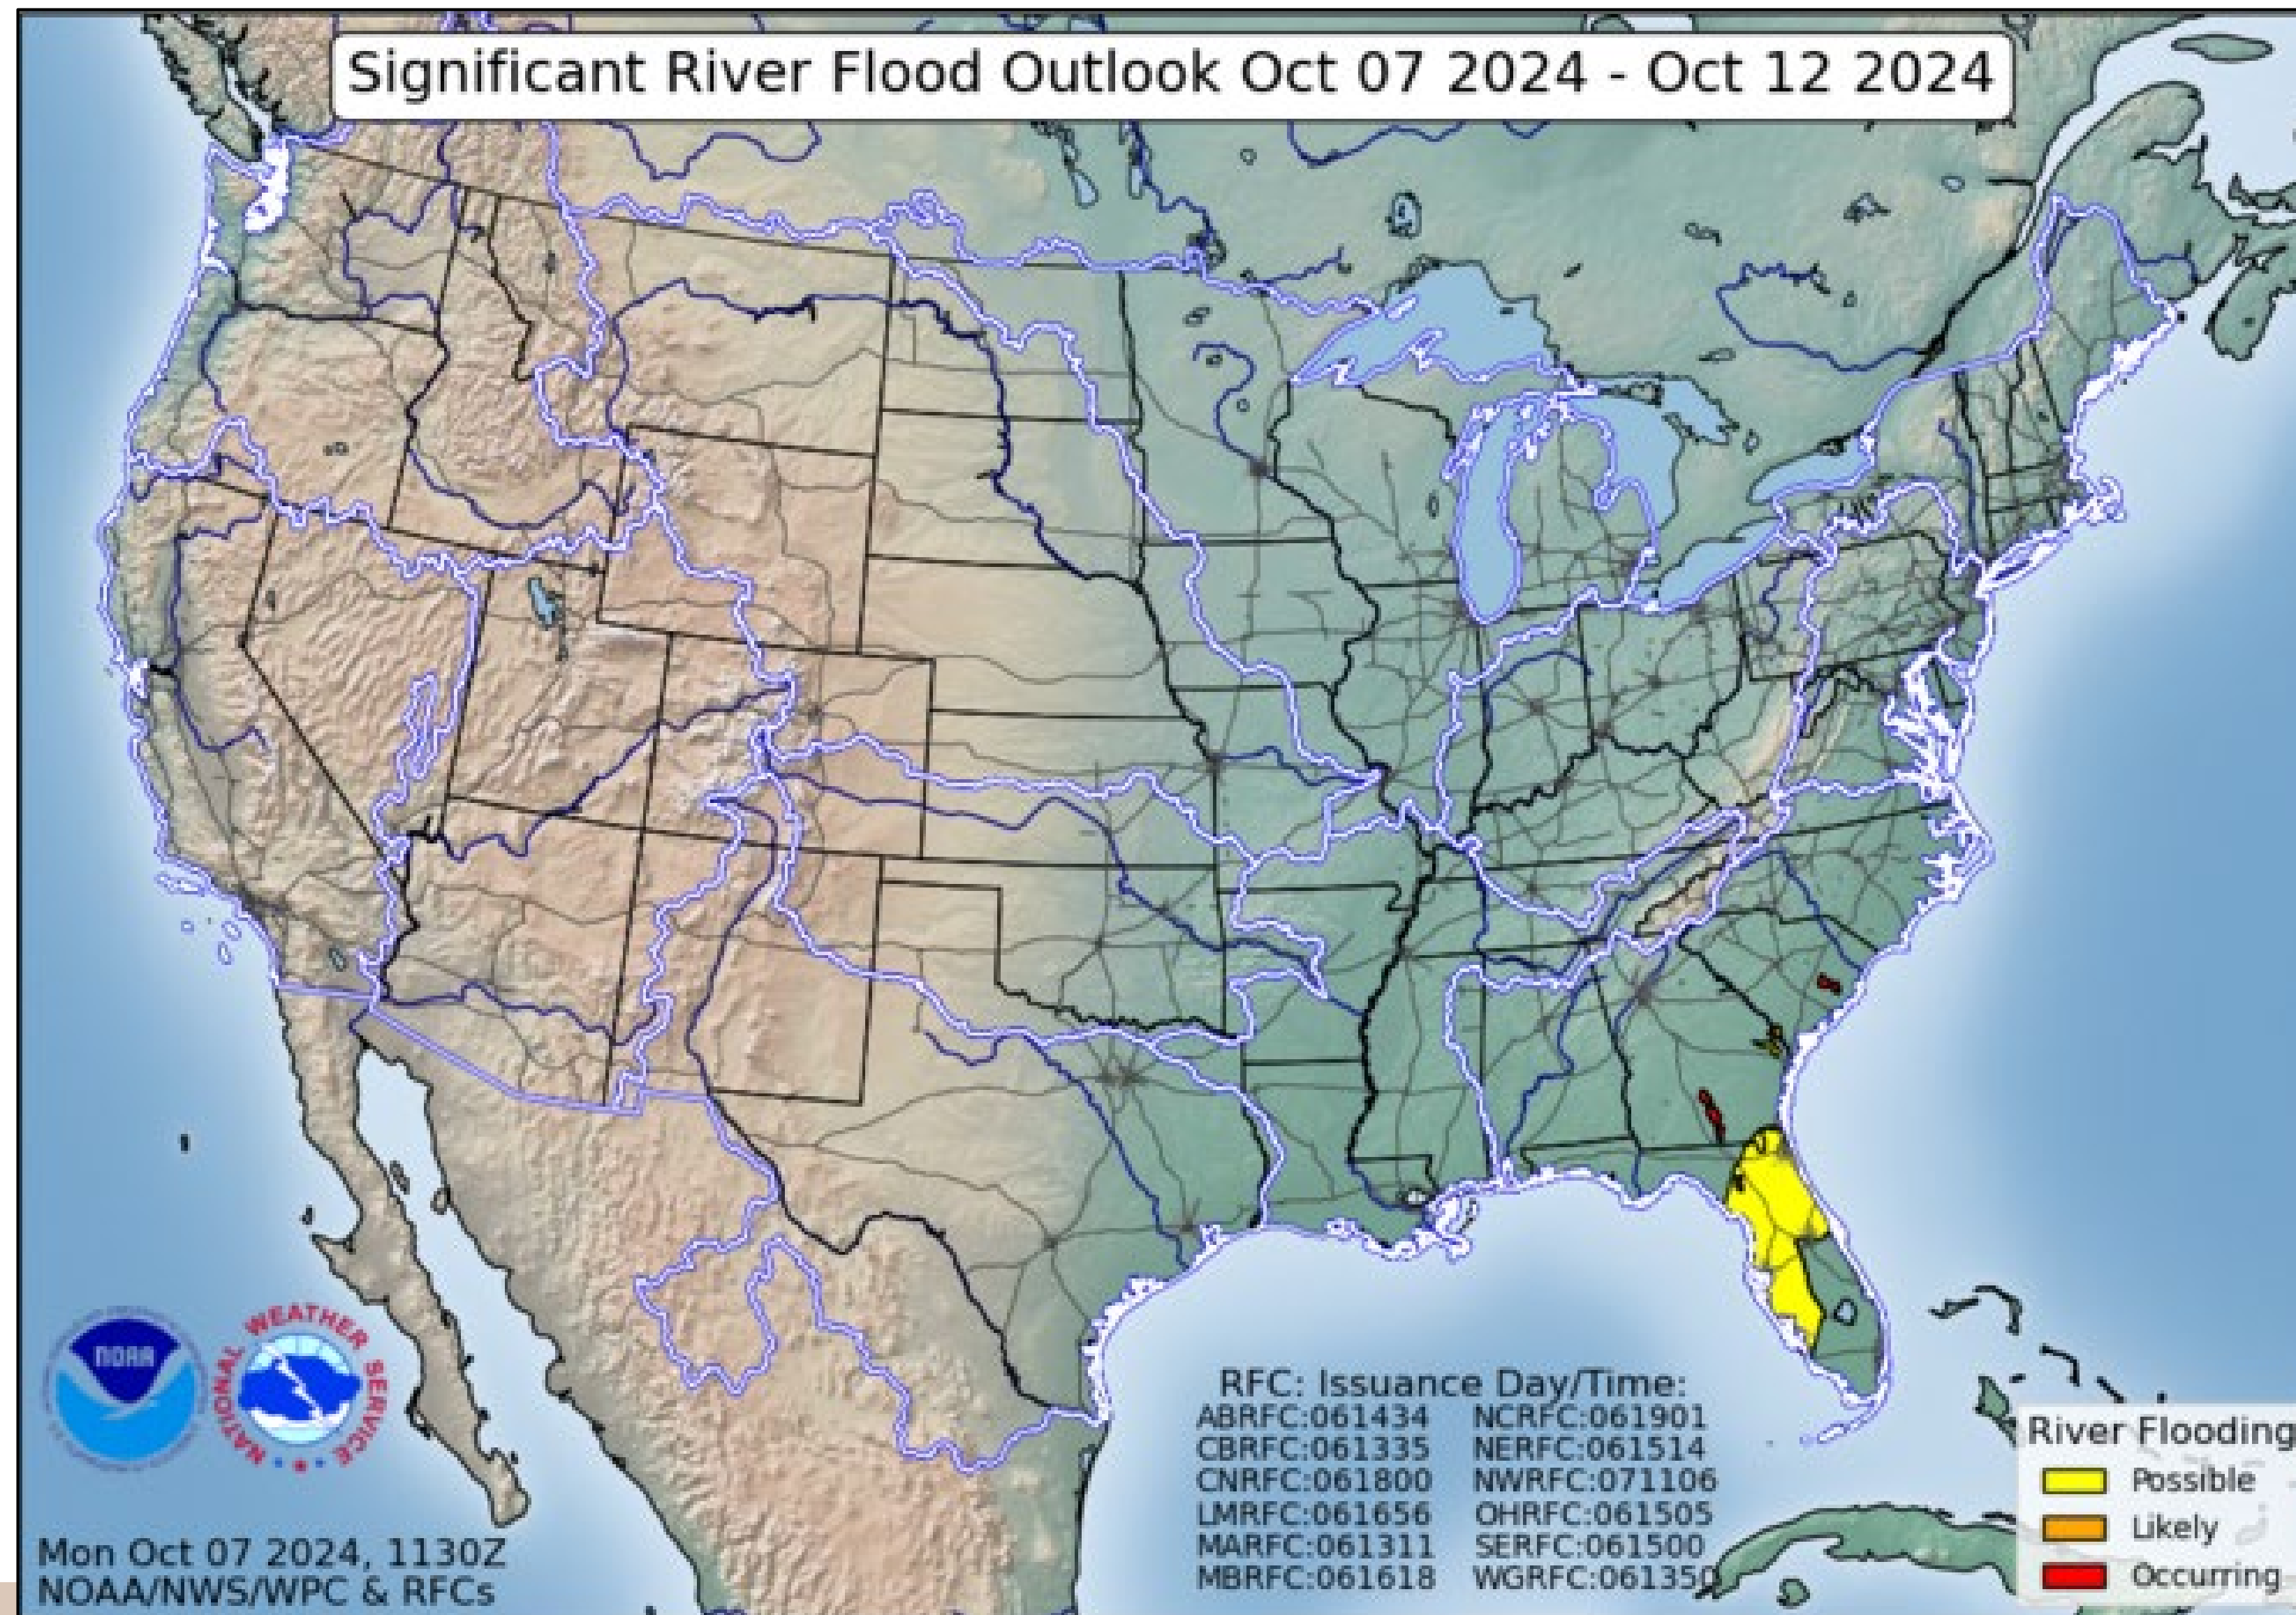 Significant River Flood Outlook Oct 07 2024 - Oct 12 2024
NOAA
NATIONAL WEATHER SERVICE
Mon Oct 07 2024, 1130Z
NOAA/NWS/WPC & RFCs
RFC: Issuance Day/Time:
ABRFC:061434 NCRFC:061901
CBRFC:061335 NERFC:061514
CNRFC:061800 NWRFC:071106
LMRFC:061656 OHRFC:061505
MARFC:061311 SERFC:061500
MBRFC:061618 WGRFC:061350
River Flooding
Possible
Likely
Occurring